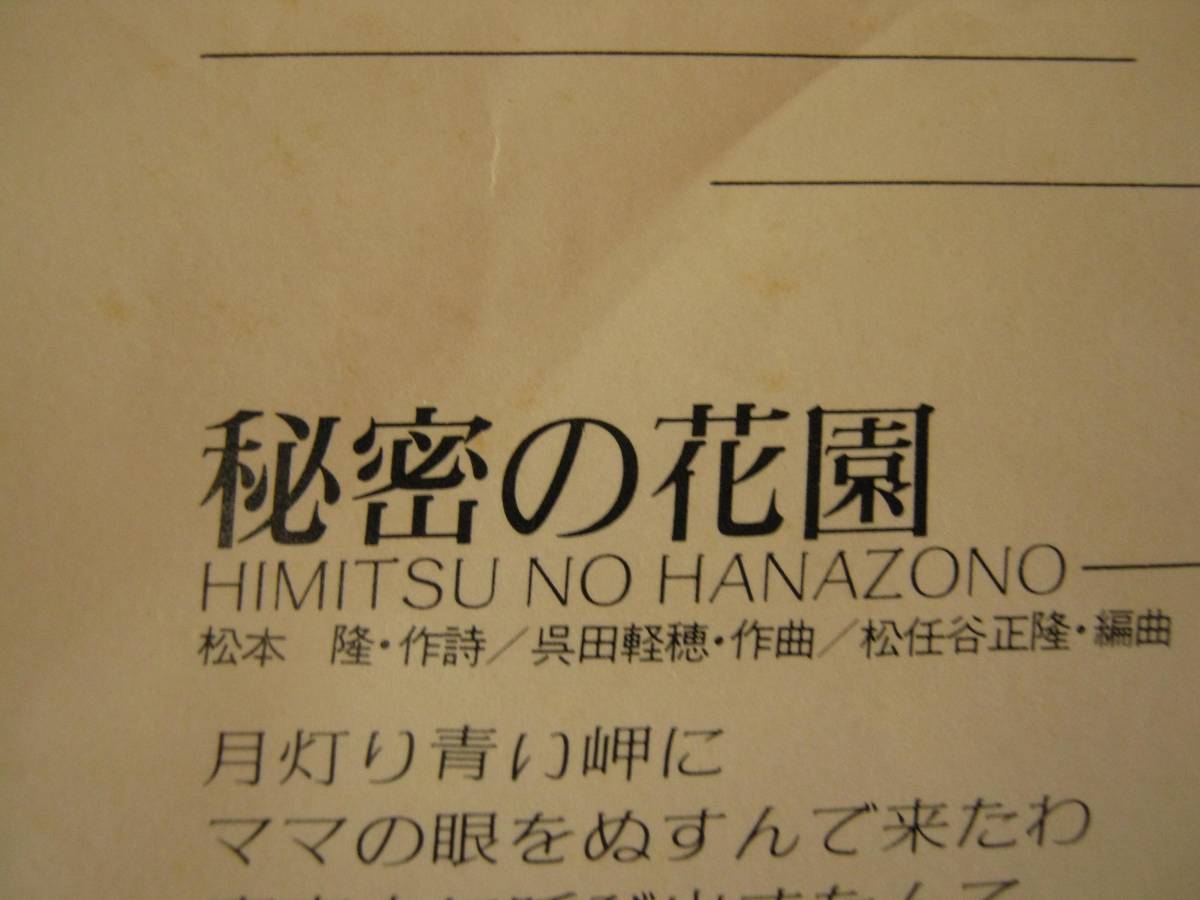 秘密の花園
HIMITSU NO HANAZONO
松本 隆・作詩／呉田軽穂・作曲／松任谷正隆・編曲
月灯り青い岬に
ママの眼をぬすんで来たわ